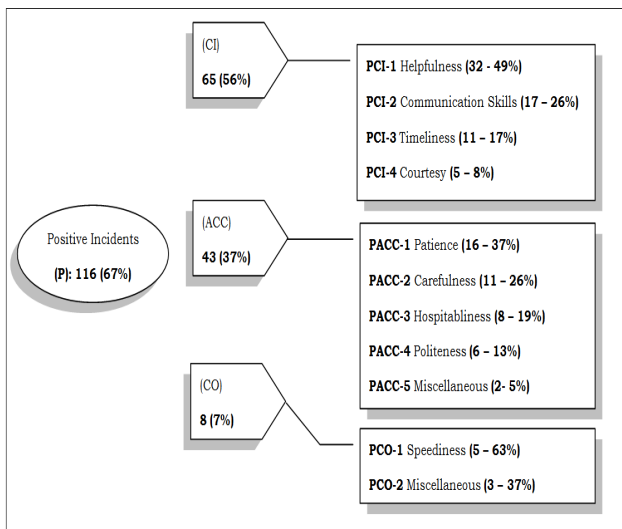 Positive Incidents
(P): 116 (67%)
(CI)
65 (56%)
PCI-1 Helpfulness (32 - 49%)
PCI-2 Communication Skills (17 – 26%)
PCI-3 Timeliness (11 – 17%)
PCI-4 Courtesy (5 – 8%)
(ACC)
43 (37%)
PACC-1 Patience (16 – 37%)
PACC-2 Carefulness (11 – 26%)
PACC-3 Hospitabliness (8 – 19%)
PACC-4 Politeness (6 – 13%)
PACC-5 Miscellaneous (2- 5%)
(CO)
8 (7%)
PCO-1 Speediness (5 – 63%)
PCO-2 Miscellaneous (3 – 37%)